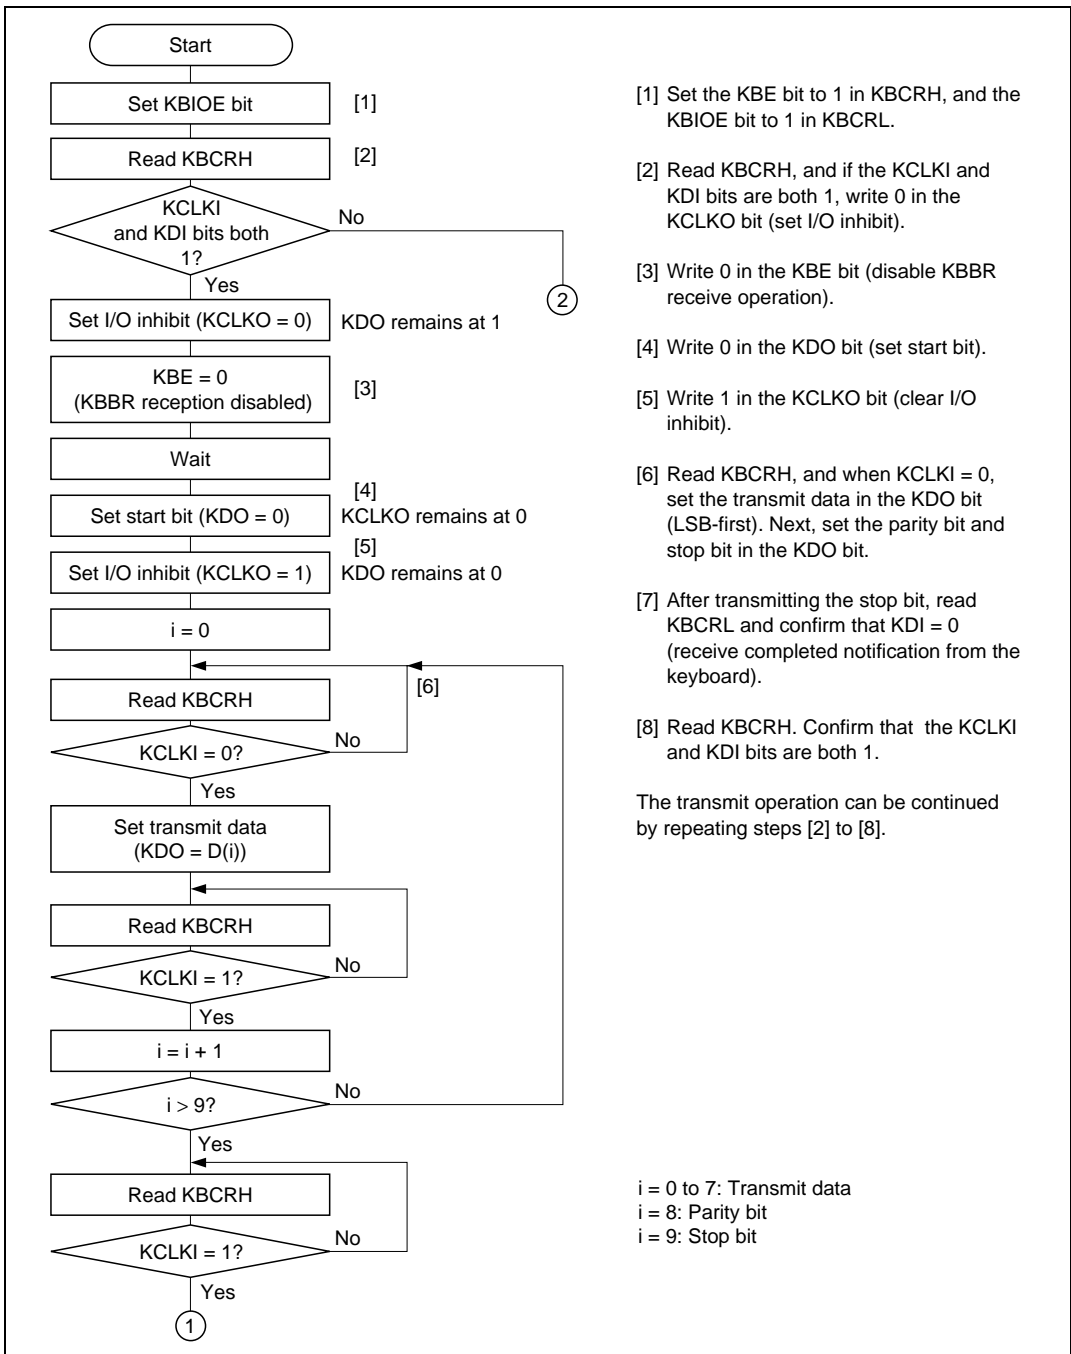 Start
Set KBIOE bit
[1]
Read KBCRH
[2]
KCLKI
and KDI bits both
1?
No
Yes
2
Set I/O inhibit (KCLKO = 0)
KDO remains at 1
KBE = 0
(KBBR reception disabled)
[3]
Wait
[4]
Set start bit (KDO = 0)
KCLKO remains at 0
[5]
Set I/O inhibit (KCLKO = 1)
KDO remains at 0
i = 0
[6]
Read KBCRH
KCLKI = 0?
No
Yes
Set transmit data
(KDO = D(i))
Read KBCRH
KCLKI = 1?
No
Yes
i = i + 1
i > 9?
No
Yes
Read KBCRH
KCLKI = 1?
No
Yes
1
[1] Set the KBE bit to 1 in KBCRH, and the
KBIOE bit to 1 in KBCRL.
[2] Read KBCRH, and if the KCLKI and
KDI bits are both 1, write 0 in the
KCLKO bit (set I/O inhibit).
[3] Write 0 in the KBE bit (disable KBBR
receive operation).
[4] Write 0 in the KDO bit (set start bit).
[5] Write 1 in the KCLKO bit (clear I/O
inhibit).
[6] Read KBCRH, and when KCLKI = 0,
set the transmit data in the KDO bit
(LSB-first). Next, set the parity bit and
stop bit in the KDO bit.
[7] After transmitting the stop bit, read
KBCRL and confirm that KDI = 0
(receive completed notification from the
keyboard).
[8] Read KBCRH. Confirm that the KCLKI
and KDI bits are both 1.
The transmit operation can be continued
by repeating steps [2] to [8].
i = 0 to 7: Transmit data
i = 8: Parity bit
i = 9: Stop bit